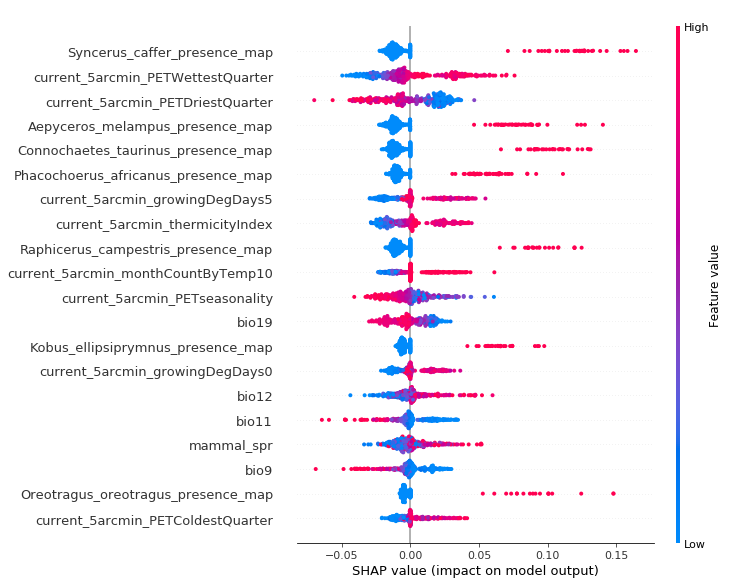 High
Syncerus_caffer_presence_map
current_5arcmin_PETWettestQuarter
current_5arcmin_PETDriestQuarter
Aepyceros_melampus_presence_map
Connochaetes_taurinus_presence_map
Phacochoerus_africanus_presence_map
current_5arcmin_growingDegDays5
current_5arcmin_thermicityIndex
Raphicerus_campestris_presence_map
current_5arcmin_monthCountByTemp10
current_5arcmin_PETseasonality
bio19
Kobus_ellipsiprymnus_presence_map
current_5arcmin_growingDegDays0
bio12
bio11
mammal_spr
bio9
Oreotragus_oreotragus_presence_map
current_5arcmin_PETColdestQuarter
Feature value
Low
−0.05 0.00 0.05 0.10 0.15
SHAP value (impact on model output)